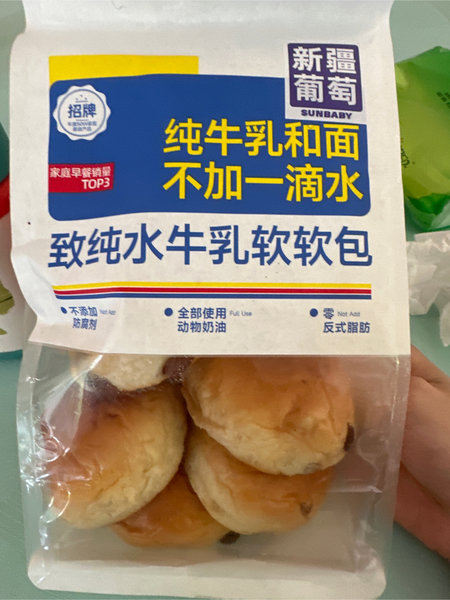 新疆
葡萄
SUNBABY
招牌
纯牛乳和面
不加一滴水
家庭早餐销量
TOP3
致纯水牛乳软软包
不添加 Not Add
防腐剂
全部使用 Full Use
动物奶油
零 Not Add
反式脂肪